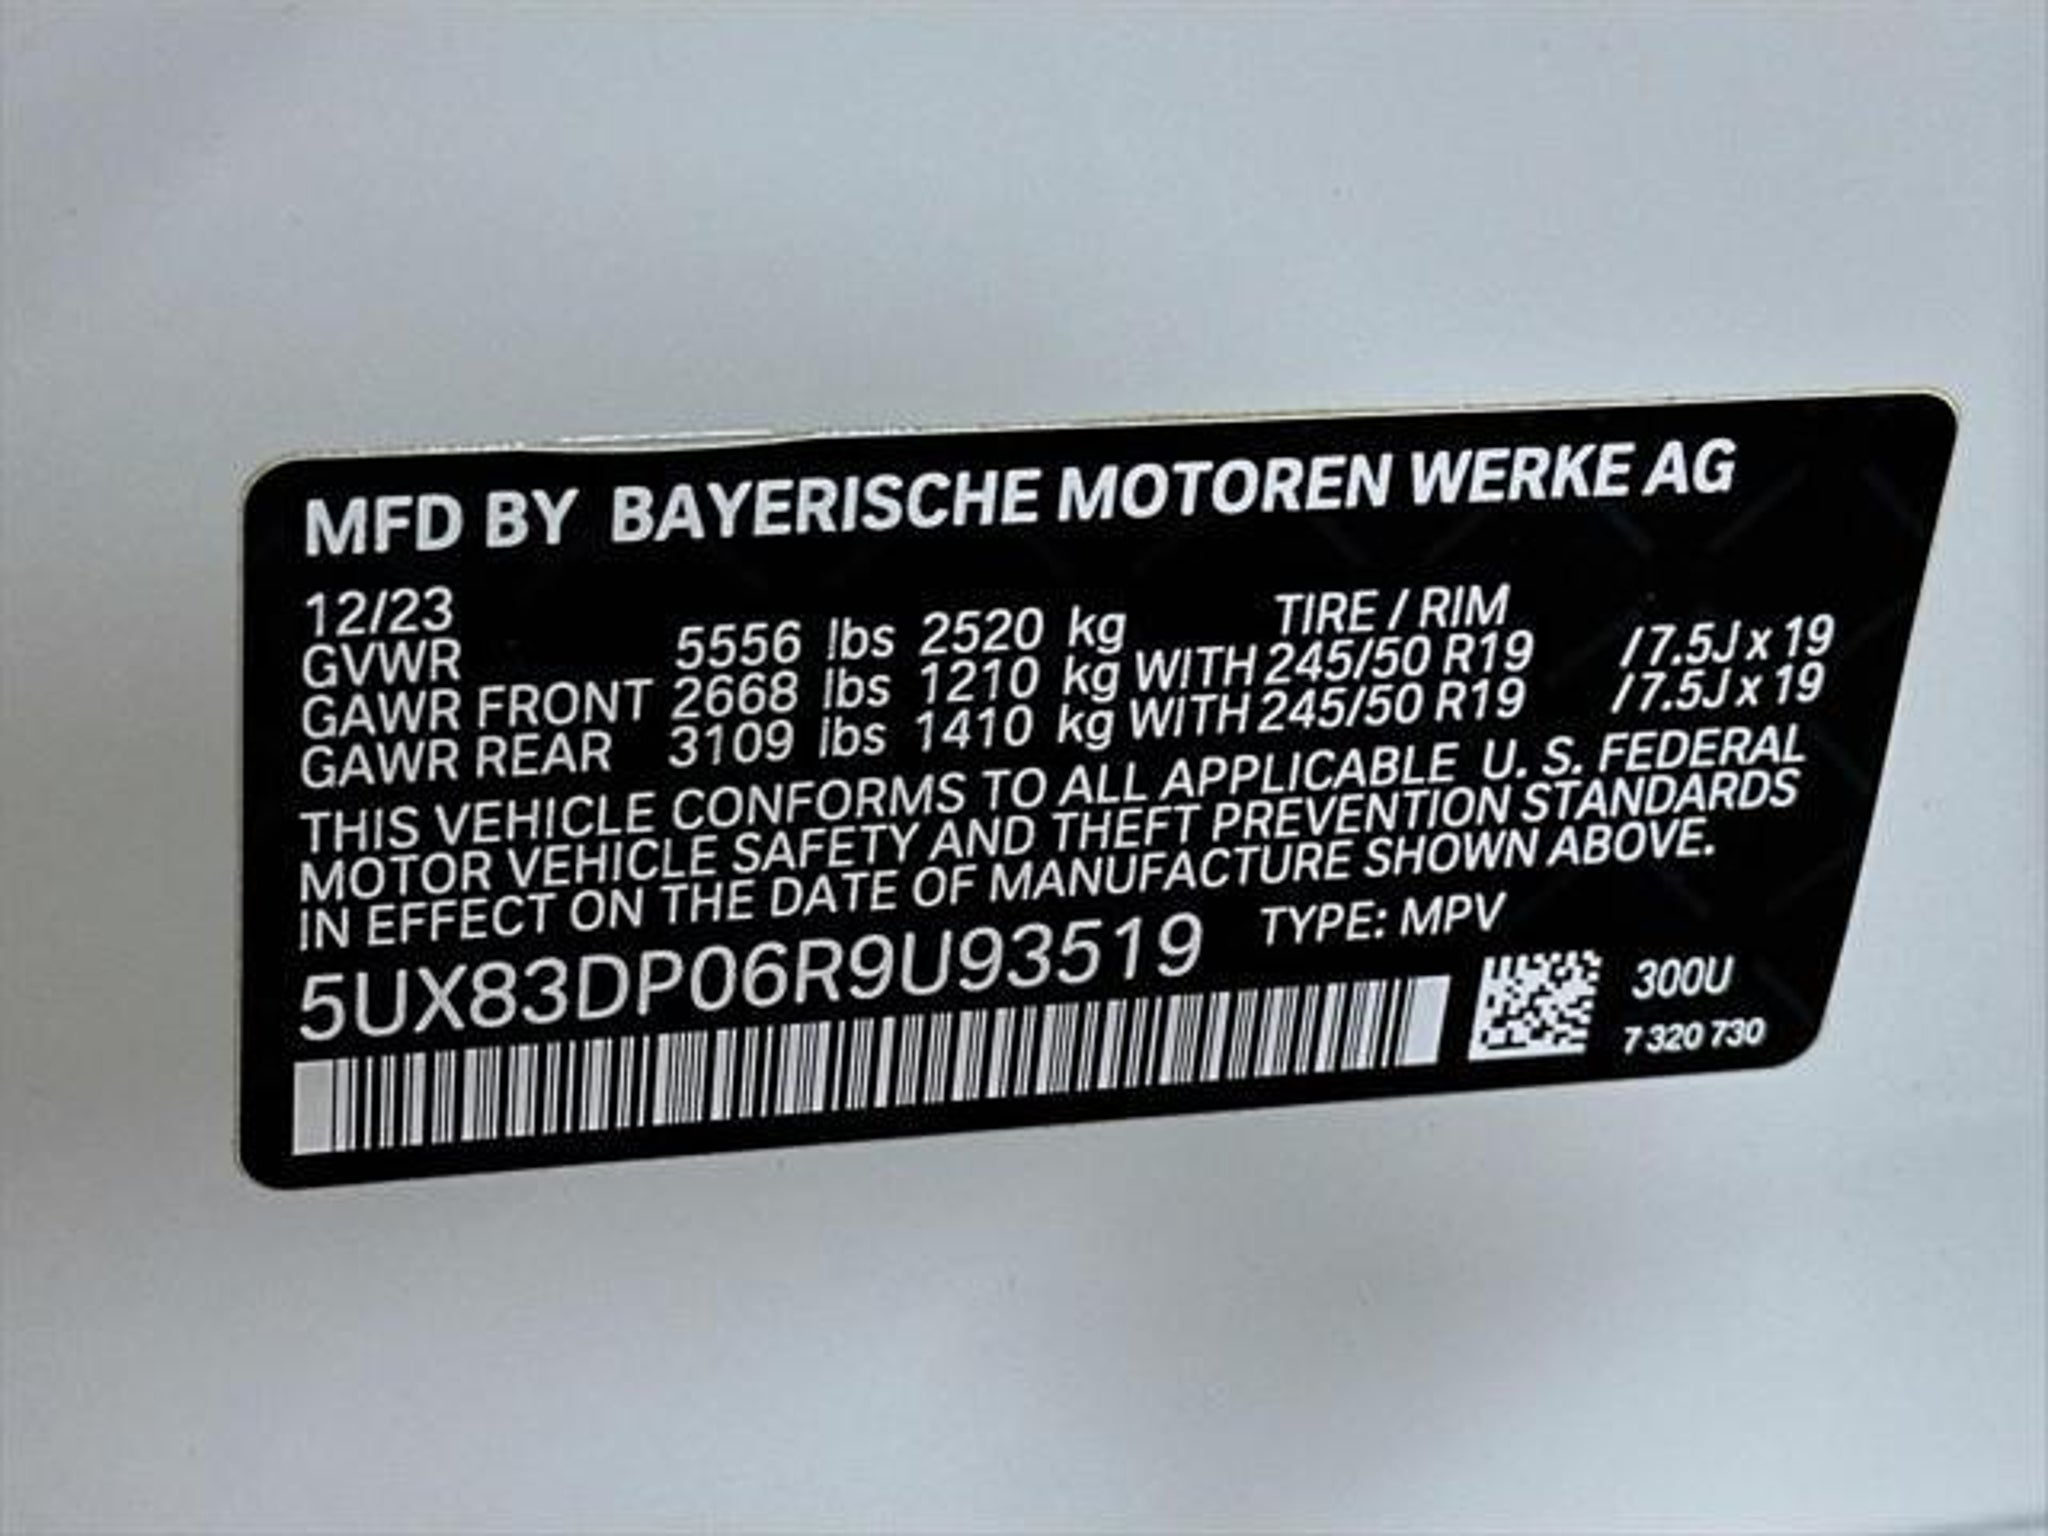 MFD BY BAYERISCHE MOTOREN WERKE AG
12/23 TIRE / RIM
GVWR 5556 lbs 2520 kg
GAWR FRONT 2668 lbs 1210 kg WITH 245/50 R19 / 7.5J x 19
GAWR REAR 3109 lbs 1410 kg WITH 245/50 R19 / 7.5J x 19
THIS VEHICLE CONFORMS TO ALL APPLICABLE U. S. FEDERAL
MOTOR VEHICLE SAFETY AND THEFT PREVENTION STANDARDS
IN EFFECT ON THE DATE OF MANUFACTURE SHOWN ABOVE.
5UX83DP06R9U93519 TYPE: MPV
300U
7 320 730